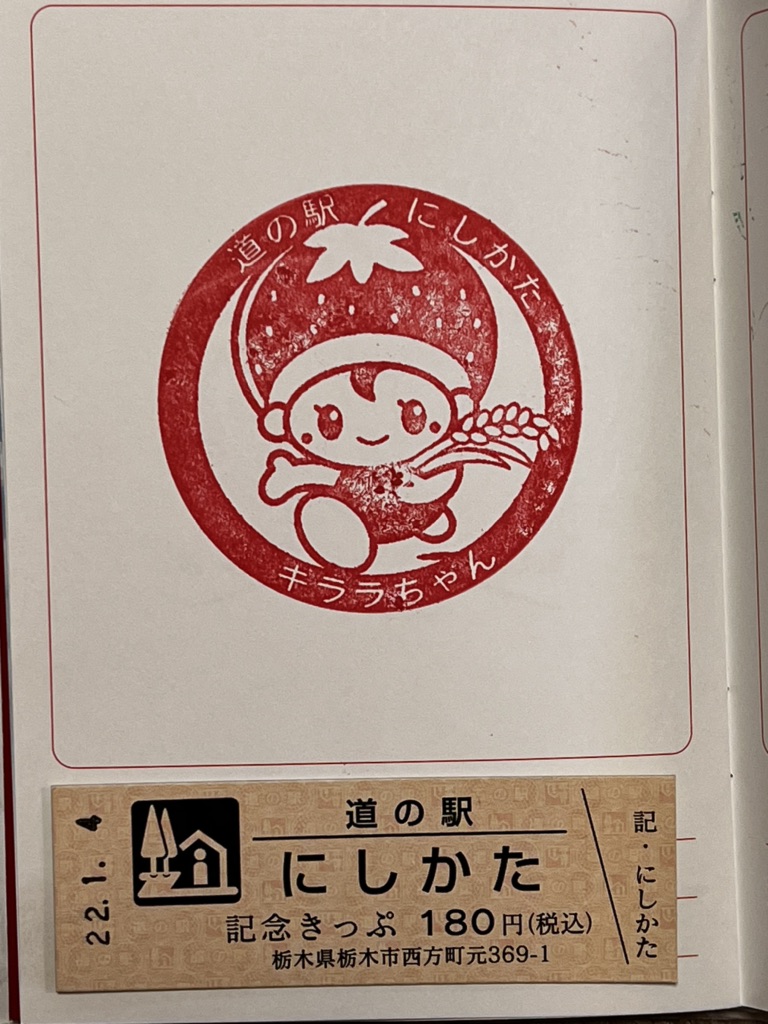 道の駅 にしかた
キララちゃん
22.1.4
道の駅
にしかた
記念きっぷ 180円(税込)
栃木県栃木市西方町元369-1
記・にしかた